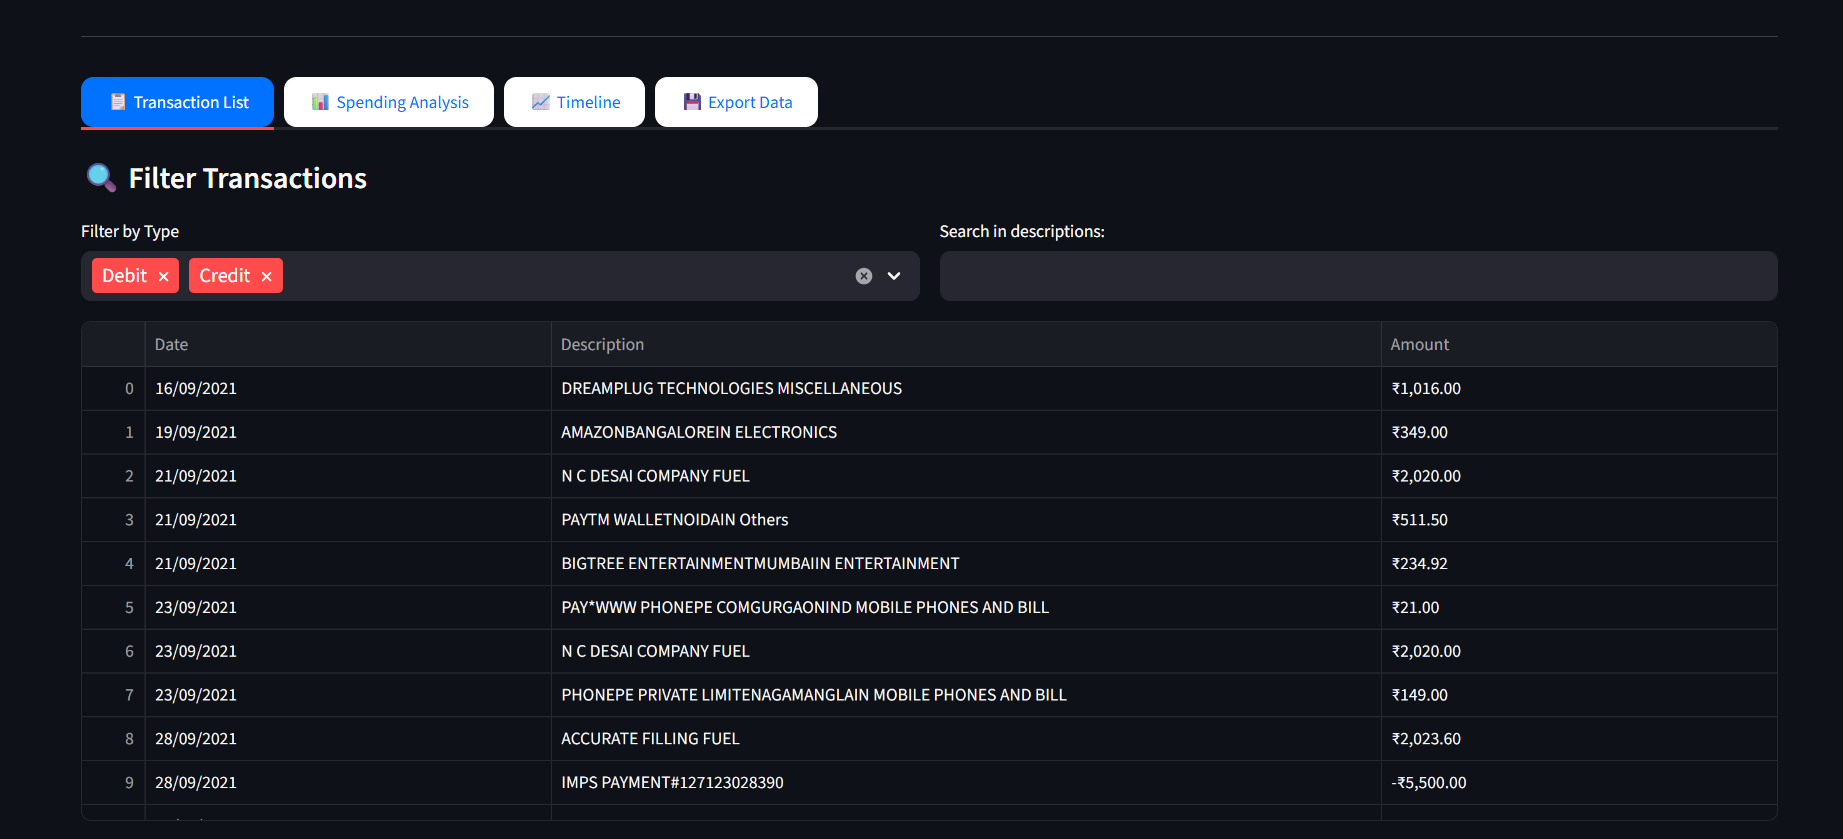 Transaction List Spending Analysis Timeline Export Data
Filter Transactions
Filter by Type Search in descriptions:
Debit × Credit ×
Date Description Amount
0 16/09/2021 DREAMPLUG TECHNOLOGIES MISCELLANEOUS ₹1,016.00
1 19/09/2021 AMAZONBANGALOREIN ELECTRONICS ₹349.00
2 21/09/2021 N C DESAI COMPANY FUEL ₹2,020.00
3 21/09/2021 PAYTM WALLETNOIDAIN Others ₹511.50
4 21/09/2021 BIGTREE ENTERTAINMENTMUMBAIIN ENTERTAINMENT ₹234.92
5 23/09/2021 PAY*WWW PHONEPE COMGURGAONIND MOBILE PHONES AND BILL ₹21.00
6 23/09/2021 N C DESAI COMPANY FUEL ₹2,020.00
7 23/09/2021 PHONEPE PRIVATE LIMITENAGAMANGLAIN MOBILE PHONES AND BILL ₹149.00
8 28/09/2021 ACCURATE FILLING FUEL ₹2,023.60
9 28/09/2021 IMPS PAYMENT#127123028390 -₹5,500.00